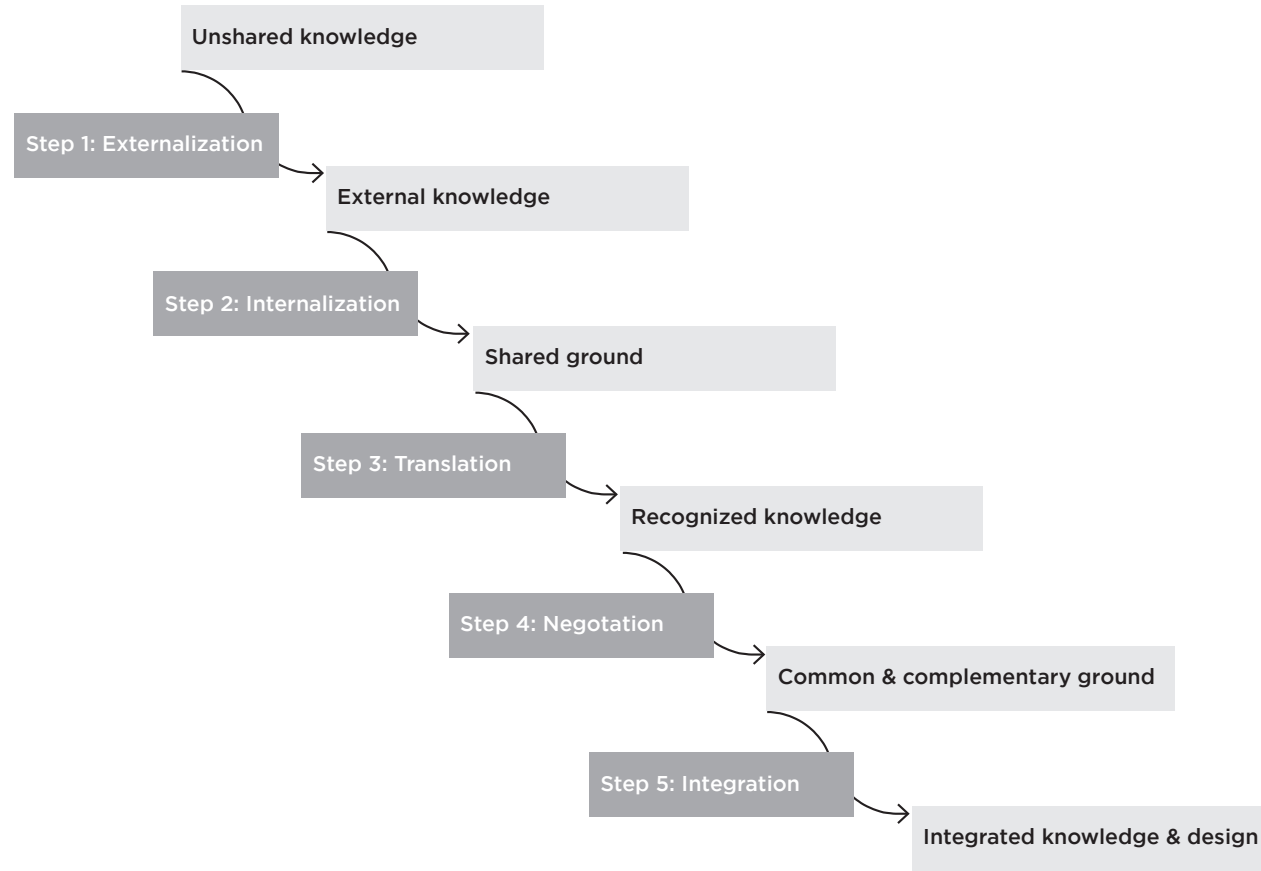 Unshared knowledge
Step 1: Externalization
External knowledge
Step 2: Internalization
Shared ground
Step 3: Translation
Recognized knowledge
Step 4: Negotation
Common & complementary ground
Step 5: Integration
Integrated knowledge & design